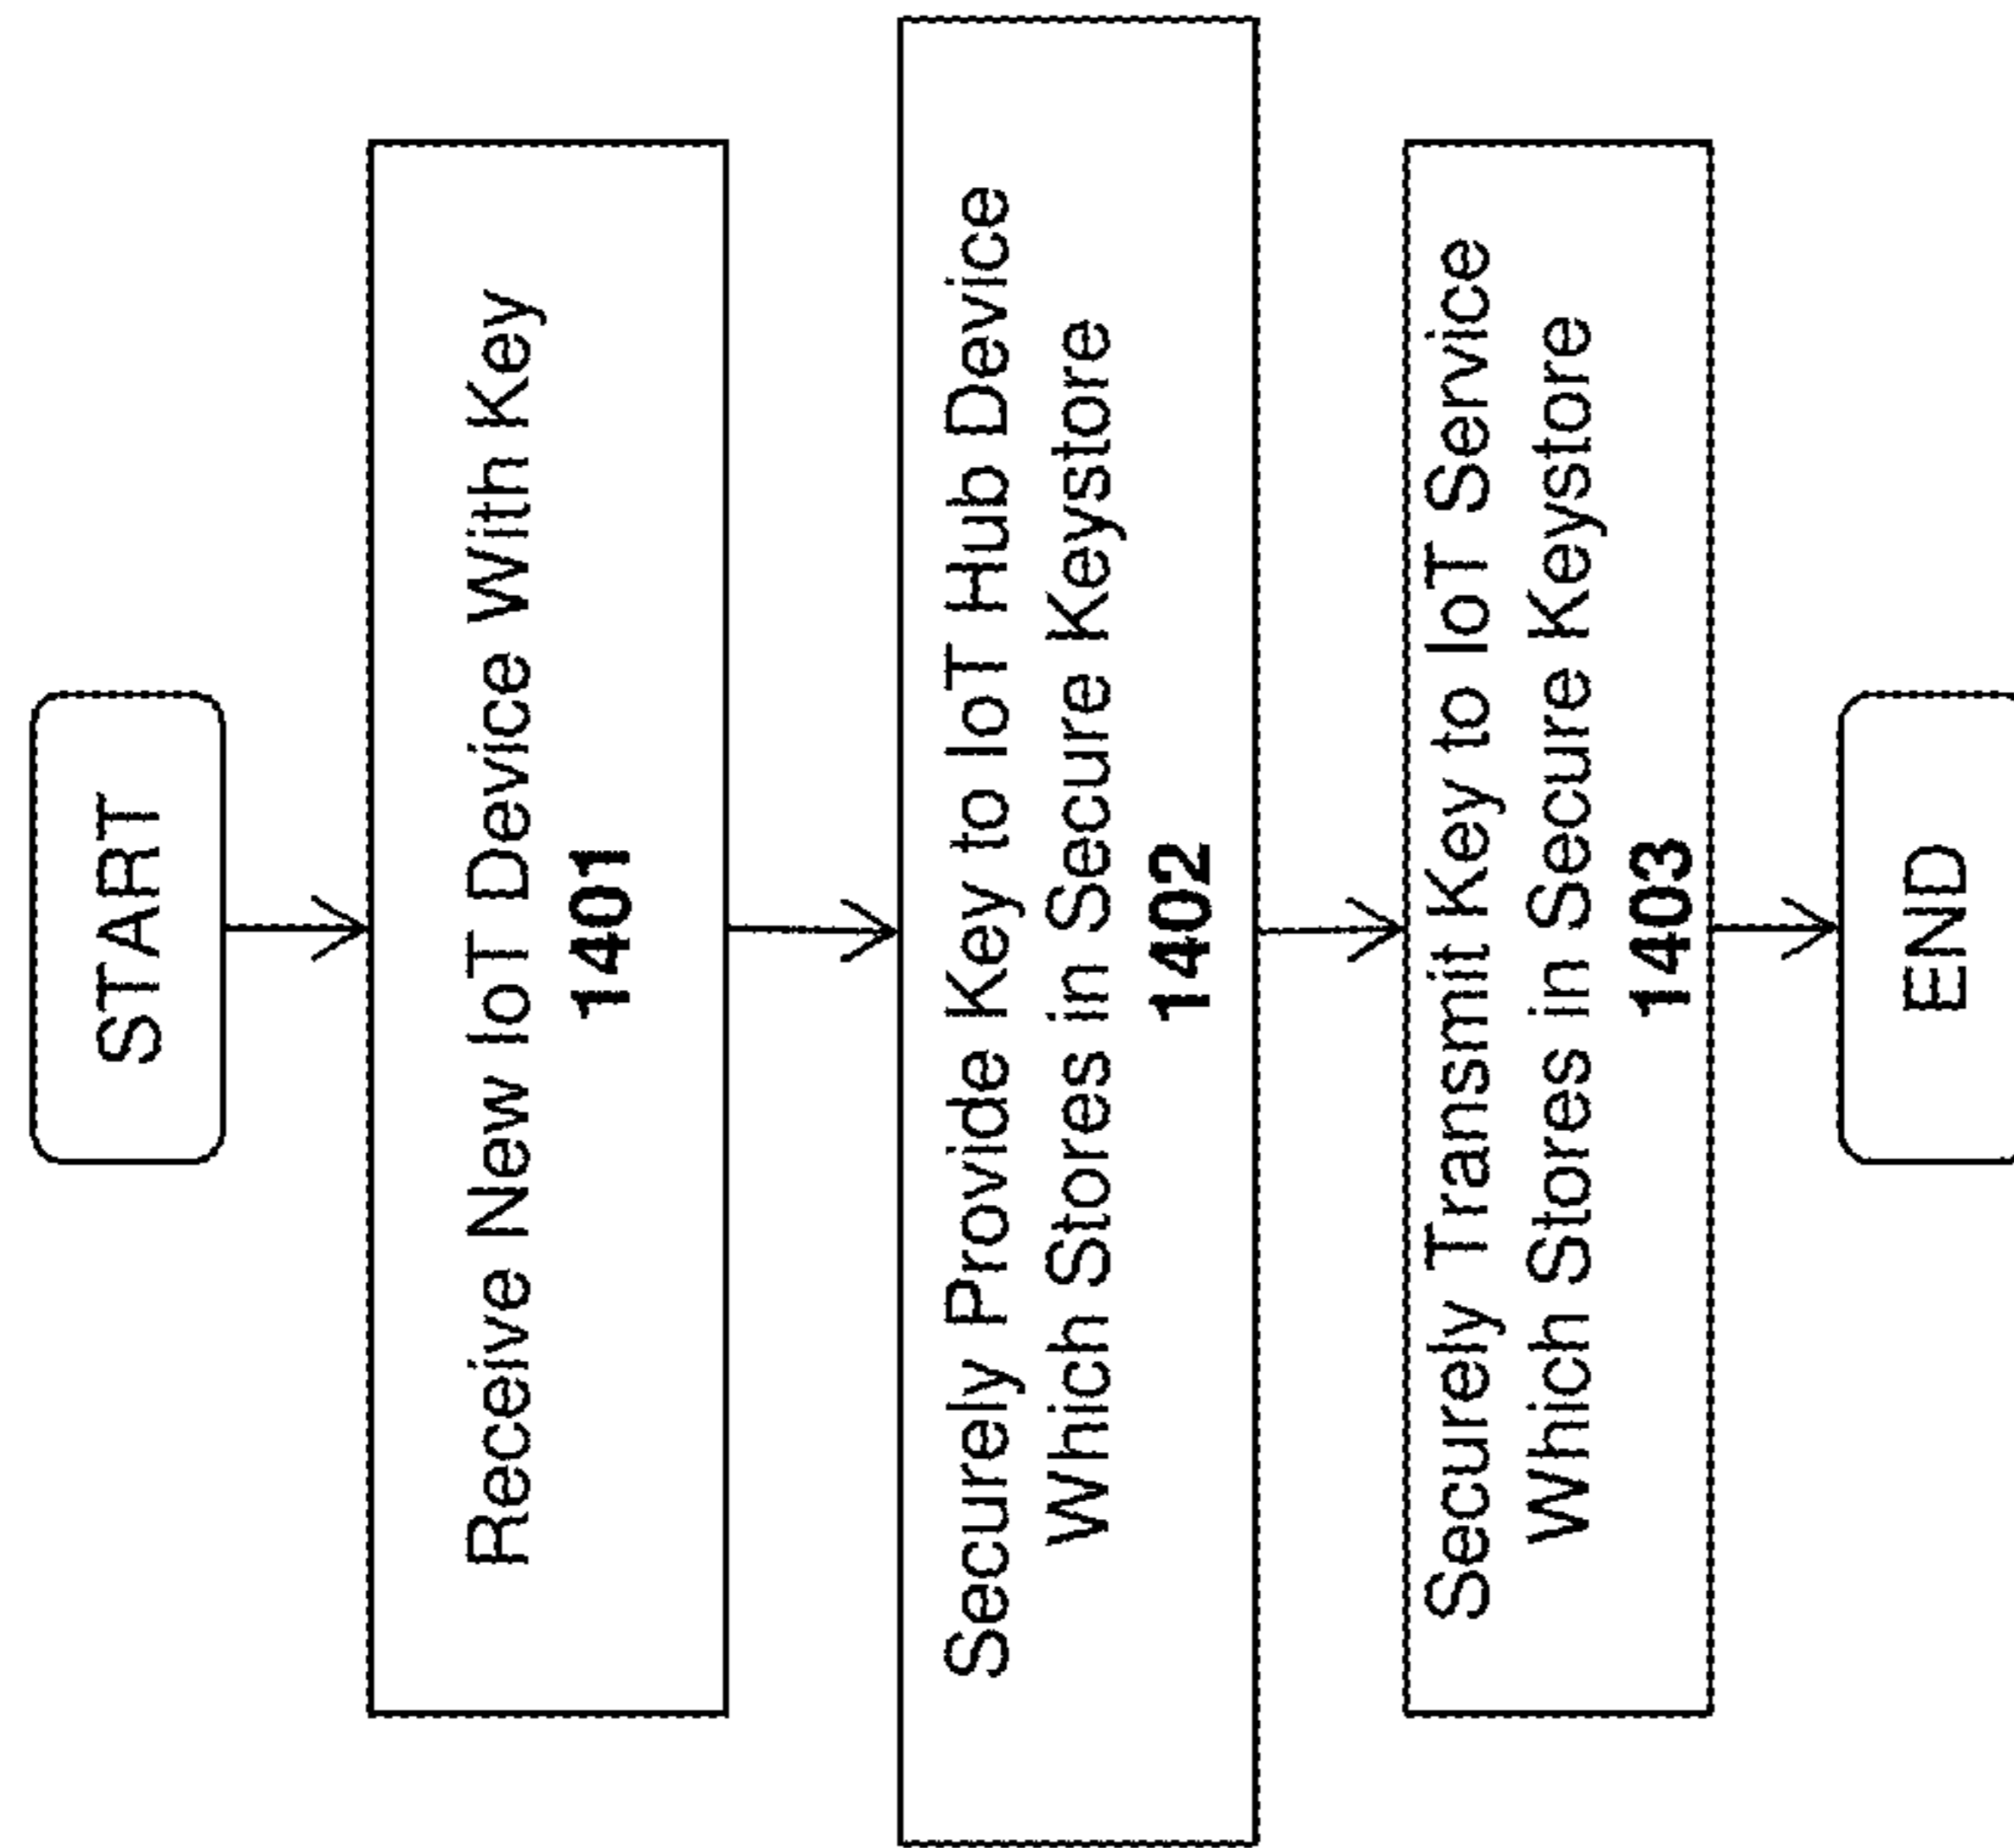 START
Receive New IoT Device With Key
1401
Securely Provide Key to IoT Hub Device
Which Stores in Secure Keystore
1402
Securely Transmit Key to IoT Service
Which Stores in Secure Keystore
1403
END